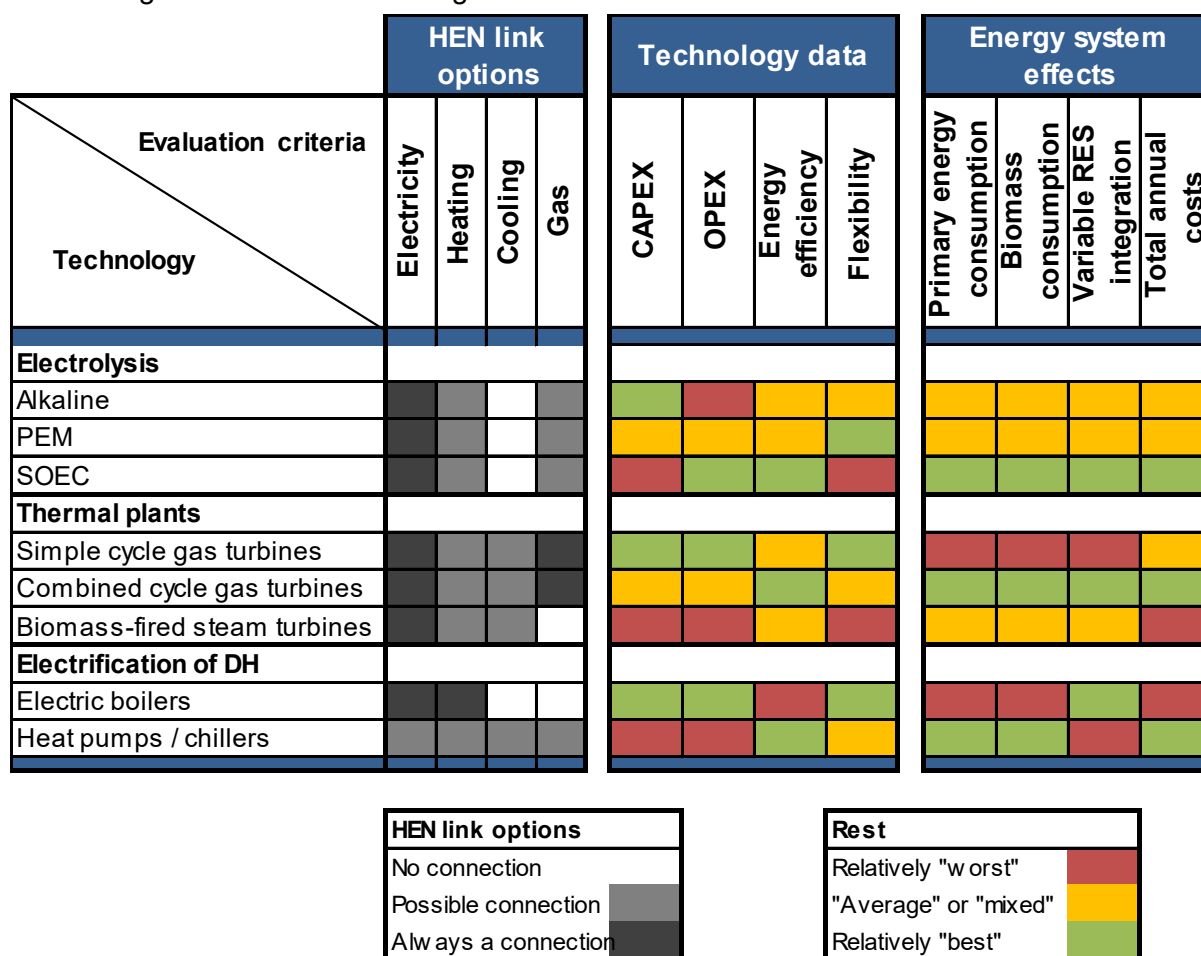 HEN link
options
Technology data
Energy system
effects
Evaluation criteria
Technology
Electricity
Heating
Cooling
Gas
CAPEX
OPEX
Energy
efficiency
Flexibility
Primary energy
consumption
Biomass
consumption
Variable RES
integration
Total annual
costs
Electrolysis
Alkaline
PEM
SOEC
Thermal plants
Simple cycle gas turbines
Combined cycle gas turbines
Biomass-fired steam turbines
Electrification of DH
Electric boilers
Heat pumps / chillers
HEN link options
No connection
Possible connection
Always a connection
Rest
Relatively "worst"
"Average" or "mixed"
Relatively "best"